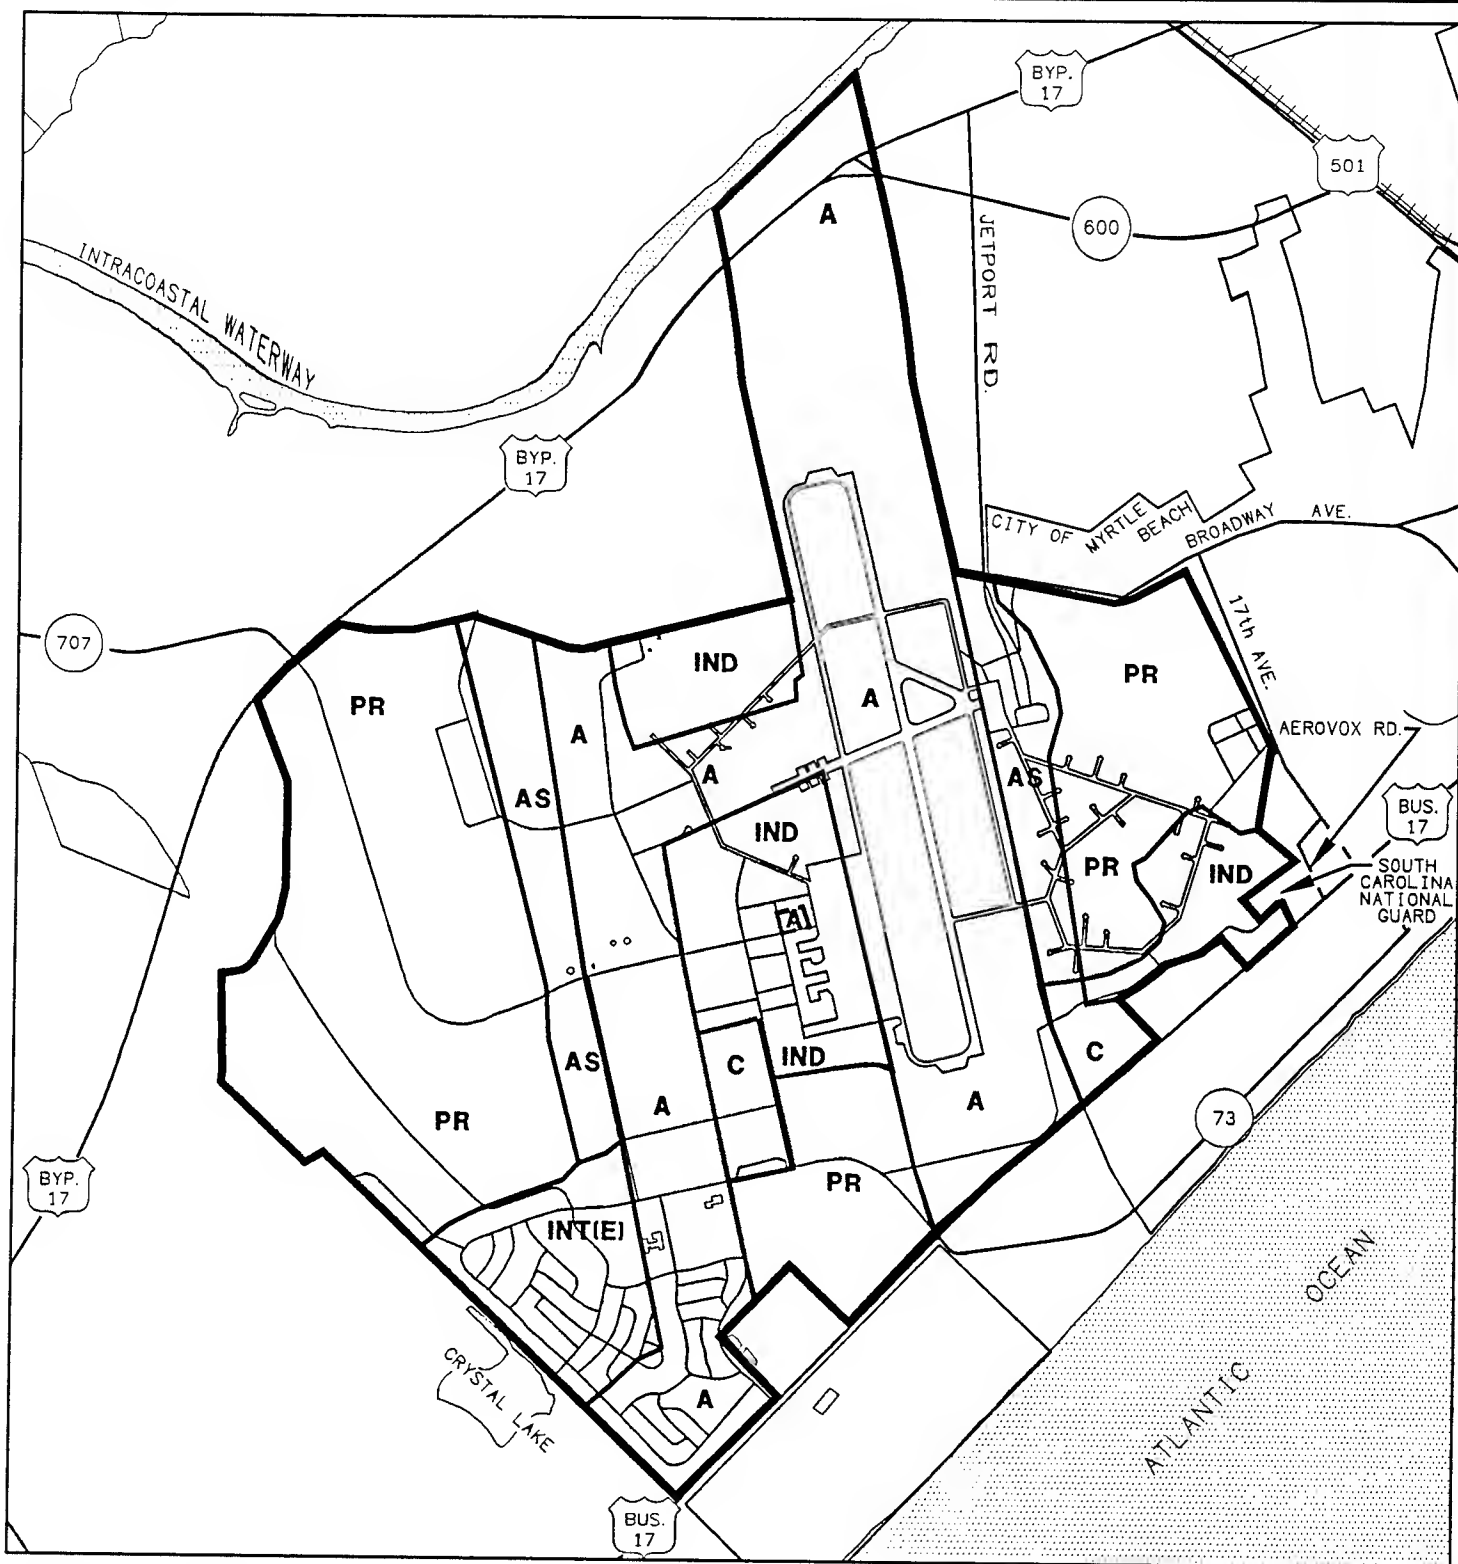 BYP.
17
501
A
600
JETPORT RD.
INTRACOASTAL WATERWAY
BYP.
17
CITY OF MYRTLE BEACH
BROADWAY AVE.
17th AVE.
707
IND
PR
PR
A
A
AEROVOX RD.
A
AS
AS
BUS.
17
IND
PR
IND
SOUTH
CAROLINA
NATIONAL
GUARD
A
C
IND
C
AS
A
A
PR
73
BYP.
17
PR
INT(E)
OCEAN
CRYSTAL LAKE
A
ATLANTIC
BUS.
17